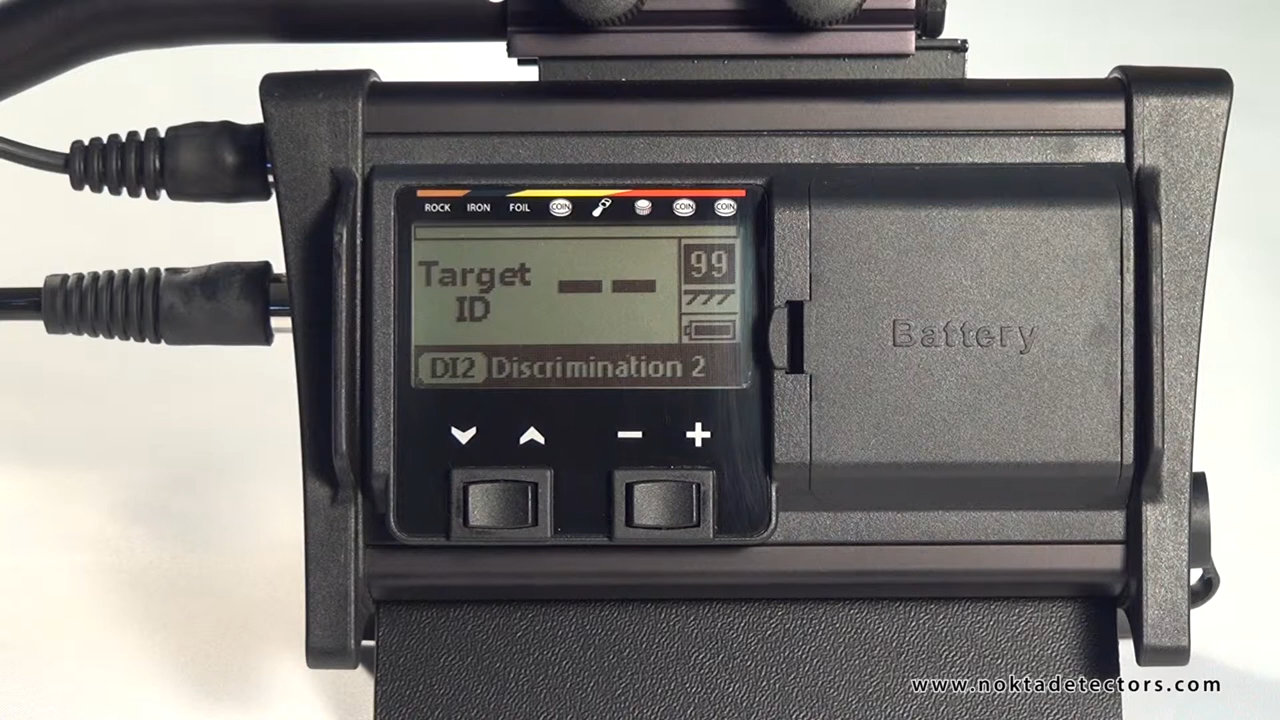 ROCK IRON FOIL COIN COIN COIN
Target -- 99
ID
DI2 Discrimination 2
Battery
www.noktadetectors.com